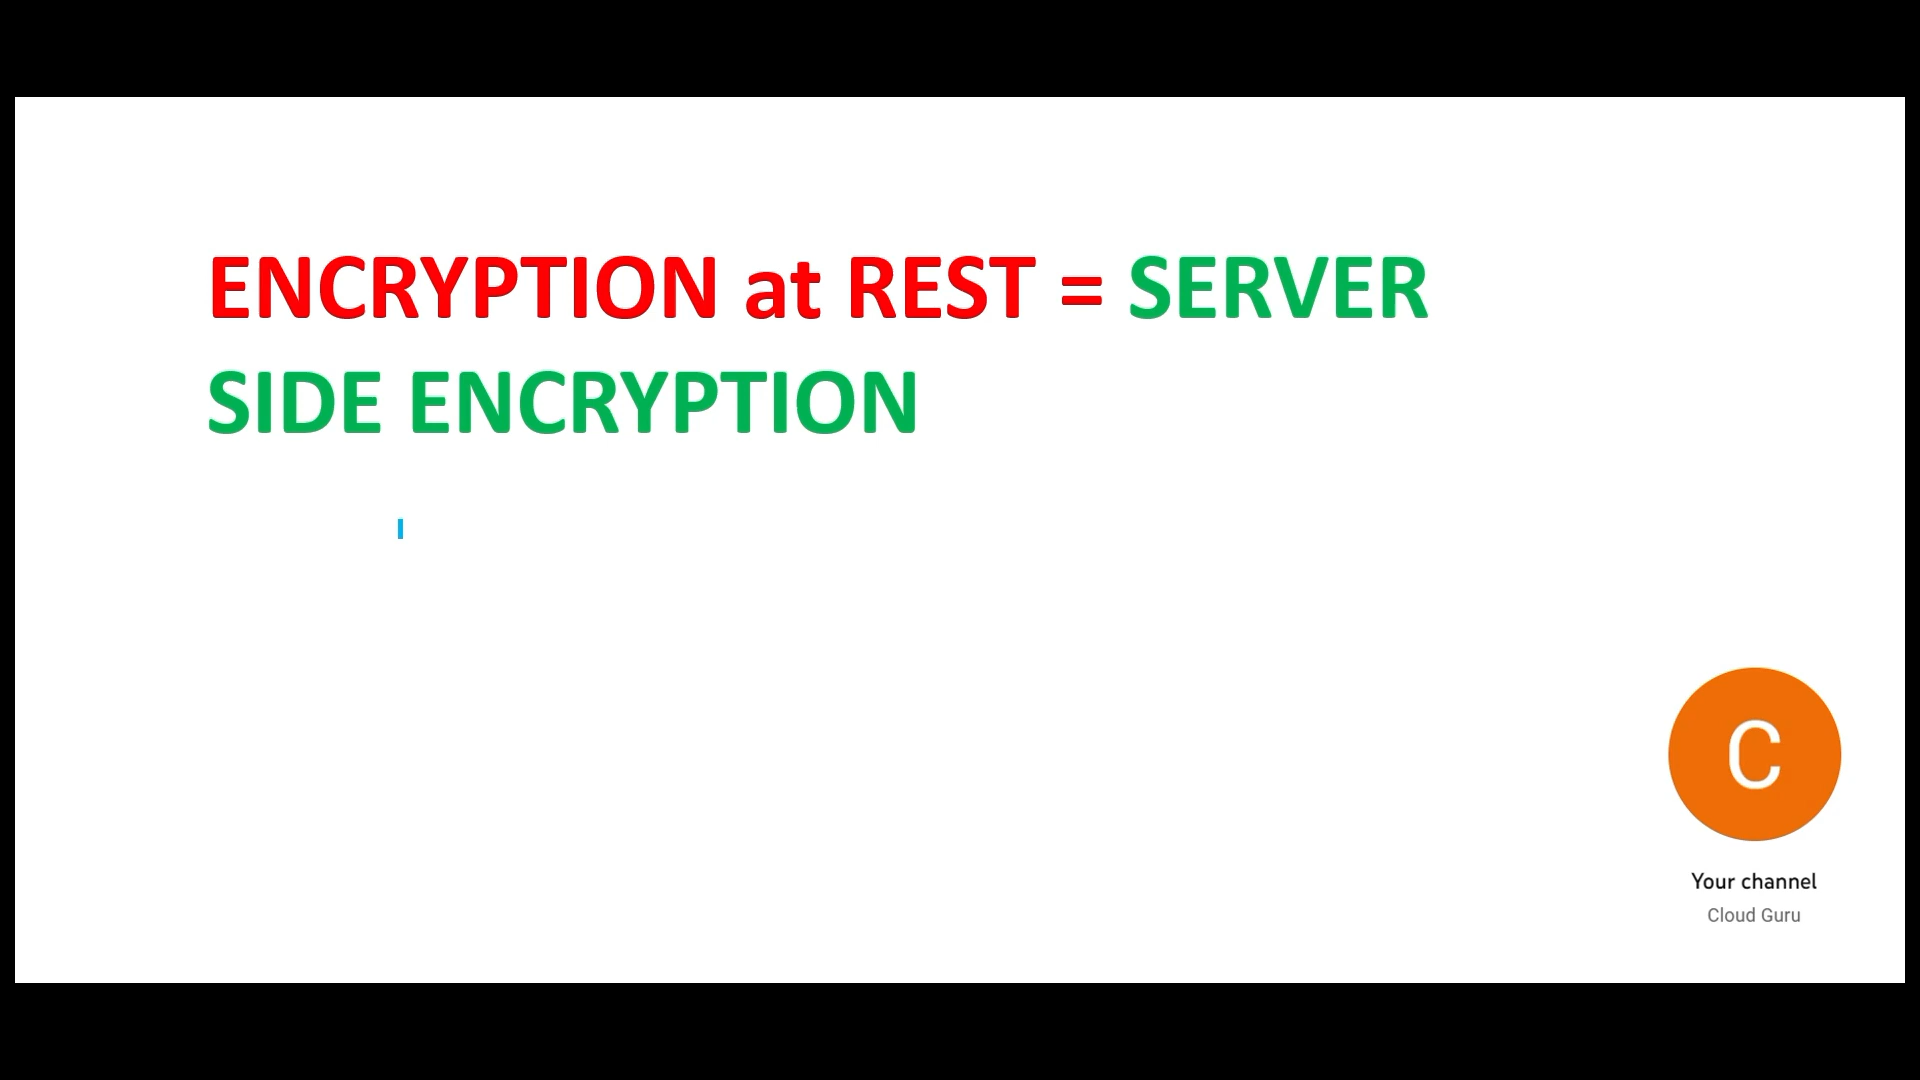 ENCRYPTION at REST = SERVER
SIDE ENCRYPTION
C
Your channel
Cloud Guru